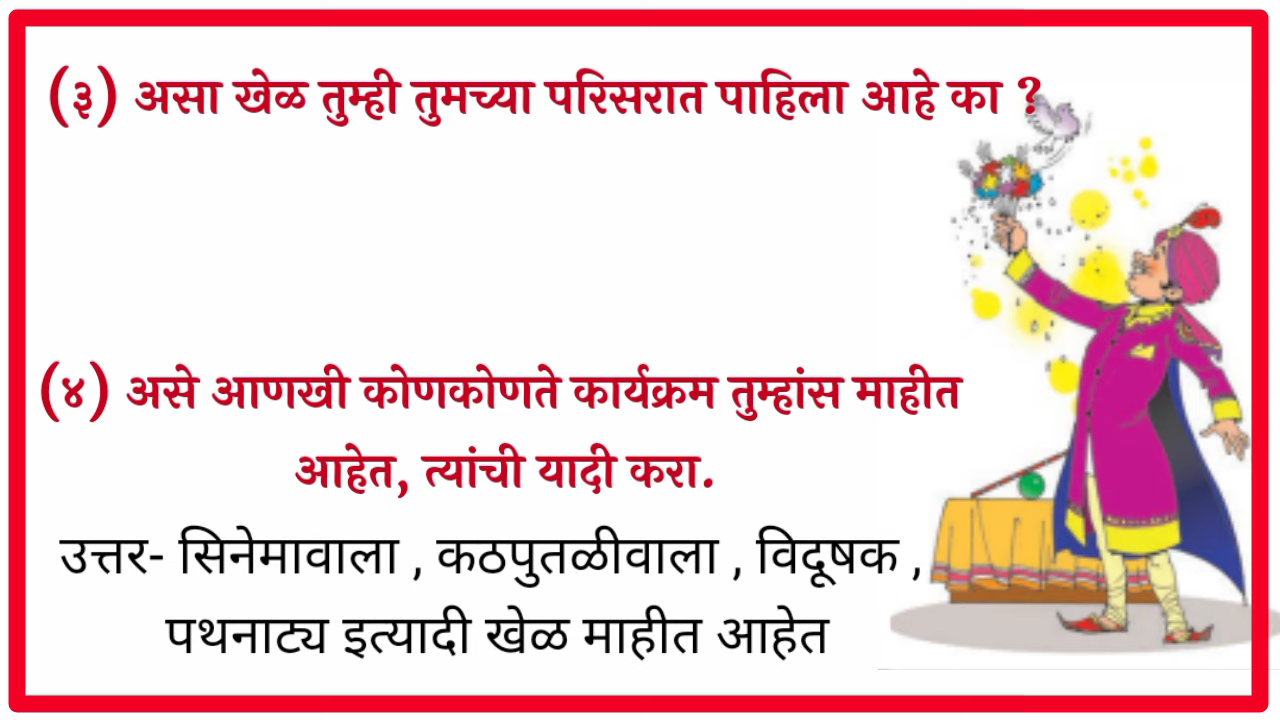 (३) असा खेळ तुम्ही तुमच्या परिसरात पाहिला आहे का ?
(४) असे आणखी कोणकोणते कार्यक्रम तुम्हांस माहीत
आहेत, त्यांची यादी करा.
उत्तर- सिनेमावाला , कठपुतळीवाला , विदूषक ,
पथनाट्य इत्यादी खेळ माहीत आहेत